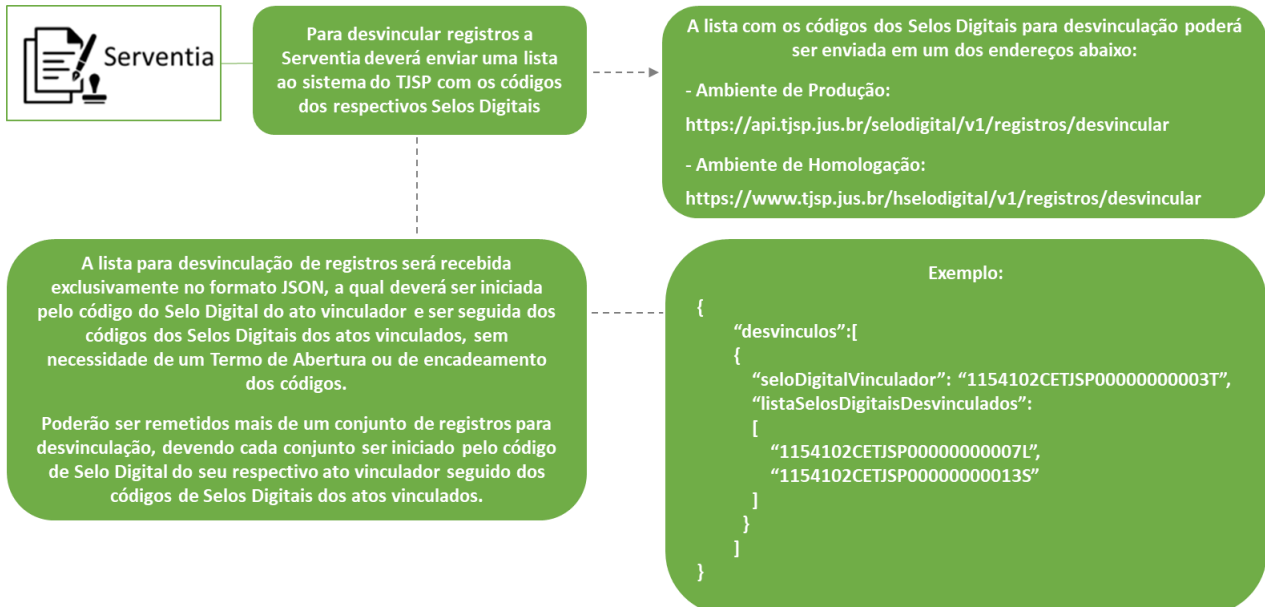 Serventia
Para desvincular registros a
Serventia deverá enviar uma lista
ao sistema do TJSP com os códigos
dos respectivos Selos Digitais
A lista com os códigos dos Selos Digitais para desvinculação poderá
ser enviada em um dos endereços abaixo:
- Ambiente de Produção:
https://api.tjsp.jus.br/selodigital/v1/registros/desvincular
- Ambiente de Homologação:
https://www.tjsp.jus.br/hselodigital/v1/registros/desvincular
A lista para desvinculação de registros será recebida
exclusivamente no formato JSON, a qual deverá ser iniciada
pelo código do Selo Digital do ato vinculador e ser seguida dos
códigos dos Selos Digitais dos atos vinculados, sem
necessidade de um Termo de Abertura ou de encadeamento
dos códigos.
Poderão ser remetidos mais de um conjunto de registros para
desvinculação, devendo cada conjunto ser iniciado pelo código
de Selo Digital do seu respectivo ato vinculador seguido dos
códigos de Selos Digitais dos atos vinculados.
Exemplo:
{
“desvinculos”:[
{
“seloDigitalVinculador”: “1154102CETJSP00000000003T”,
“listaSelosDigitaisDesvinculados”:
[
“1154102CETJSP00000000007L”,
“1154102CETJSP00000000013S”
]
}
]
}